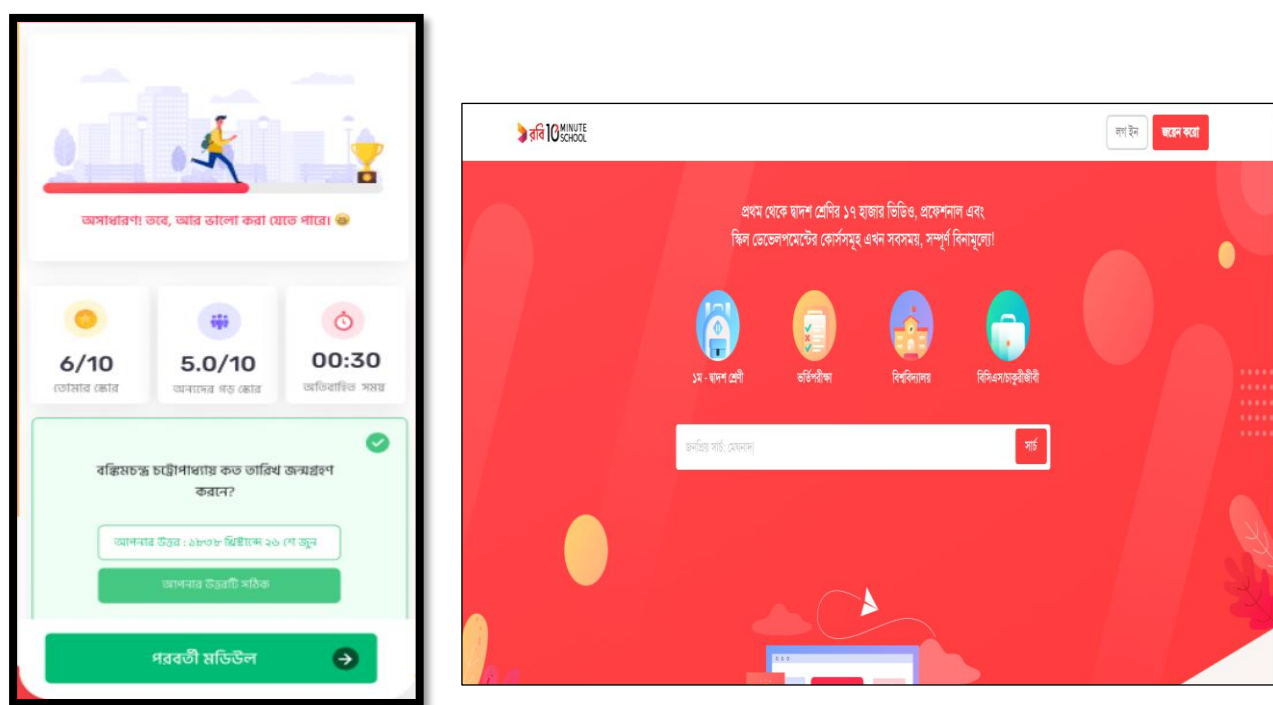 অসাধারণ! তবে, আর ভালো করা যেতে পারে। 😄
6/10
তোমার স্কোর
5.0/10
অন্যদের গড় স্কোর
00:30
অতিবাহিত সময়
বঙ্কিমচন্দ্র চট্টোপাধ্যায় কত তারিখ জন্মগ্রহণ
করনে?
আপনার উত্তর : ১৮৩৮ খ্রিষ্টাব্দে ২৬ শে জুন
আপনার উত্তরটি সঠিক
পরবর্তী মডিউল
রবি 10 MINUTE
SCHOOL
লগ ইন
জয়েন করো
প্রথম থেকে দ্বাদশ শ্রেণির ১৭ হাজার ভিডিও, প্রফেশনাল এবং
স্কিল ডেভেলপমেন্টের কোর্সসমূহ এখন সবসময়, সম্পূর্ণ বিনামূল্যে!
১ম - দ্বাদশ শ্রেণী
ভর্তিপরীক্ষা
বিশ্ববিদ্যালয়
বিসিএস/চাকুরীজীবী
জনপ্রিয় সার্চ: মেঘনাদ
সার্চ